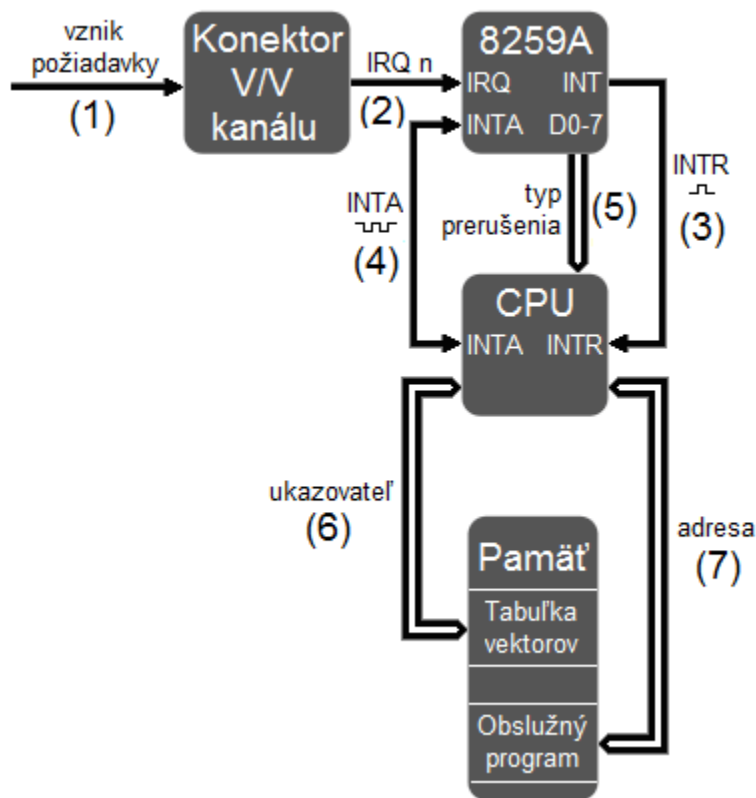 vznik
požiadavky
(1)
Konektor
V/V
kanálu
IRQ n
(2)
8259A
IRQ INT
INTA D0-7
INTA
(4)
typ
prerušenia
(5)
INTR
(3)
CPU
INTA INTR
ukazovateľ
(6)
adresa
(7)
Pamäť
Tabuľka
vektorov
Obslužný
program